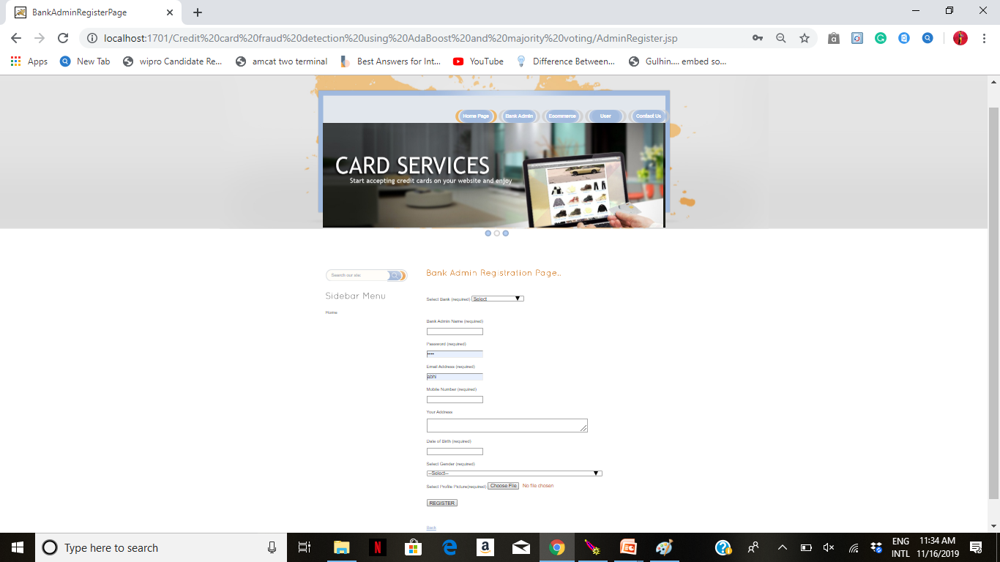 BankAdminRegisterPage
localhost:1701/Credit%20card%20fraud%20detection%20using%20AdaBoost%20and%20majority%20voting/AdminRegister.jsp
Apps New Tab wipro Candidate Re... amcat two terminal Best Answers for Int... YouTube Difference Between... Gulhin.... embed so...
Home Page Bank Admin Ecommerce User Contact Us
CARD SERVICES
Start accepting credit cards on your website and enjoy
Search our site:
Sidebar Menu
Home
Bank Admin Registration Page..
Select Bank (required) Select
Bank Admin Name (required)
Password (required)
••••
Email Address (required)
abhi
Mobile Number (required)
Your Address
Date of Birth (required)
Select Gender (required)
--Select--
Select Profile Picture(required) Choose File No file chosen
REGISTER
Back
Type here to search
ENG
INTL
11:34 AM
11/16/2019